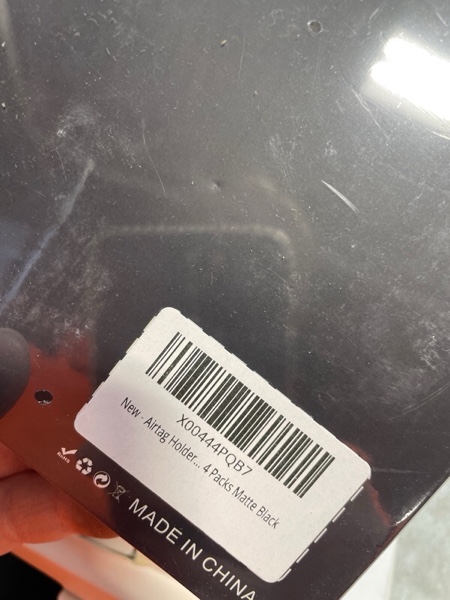 X00444PQB7
New - Airtag Holder... 4 Packs Matte Black
MADE IN CHINA